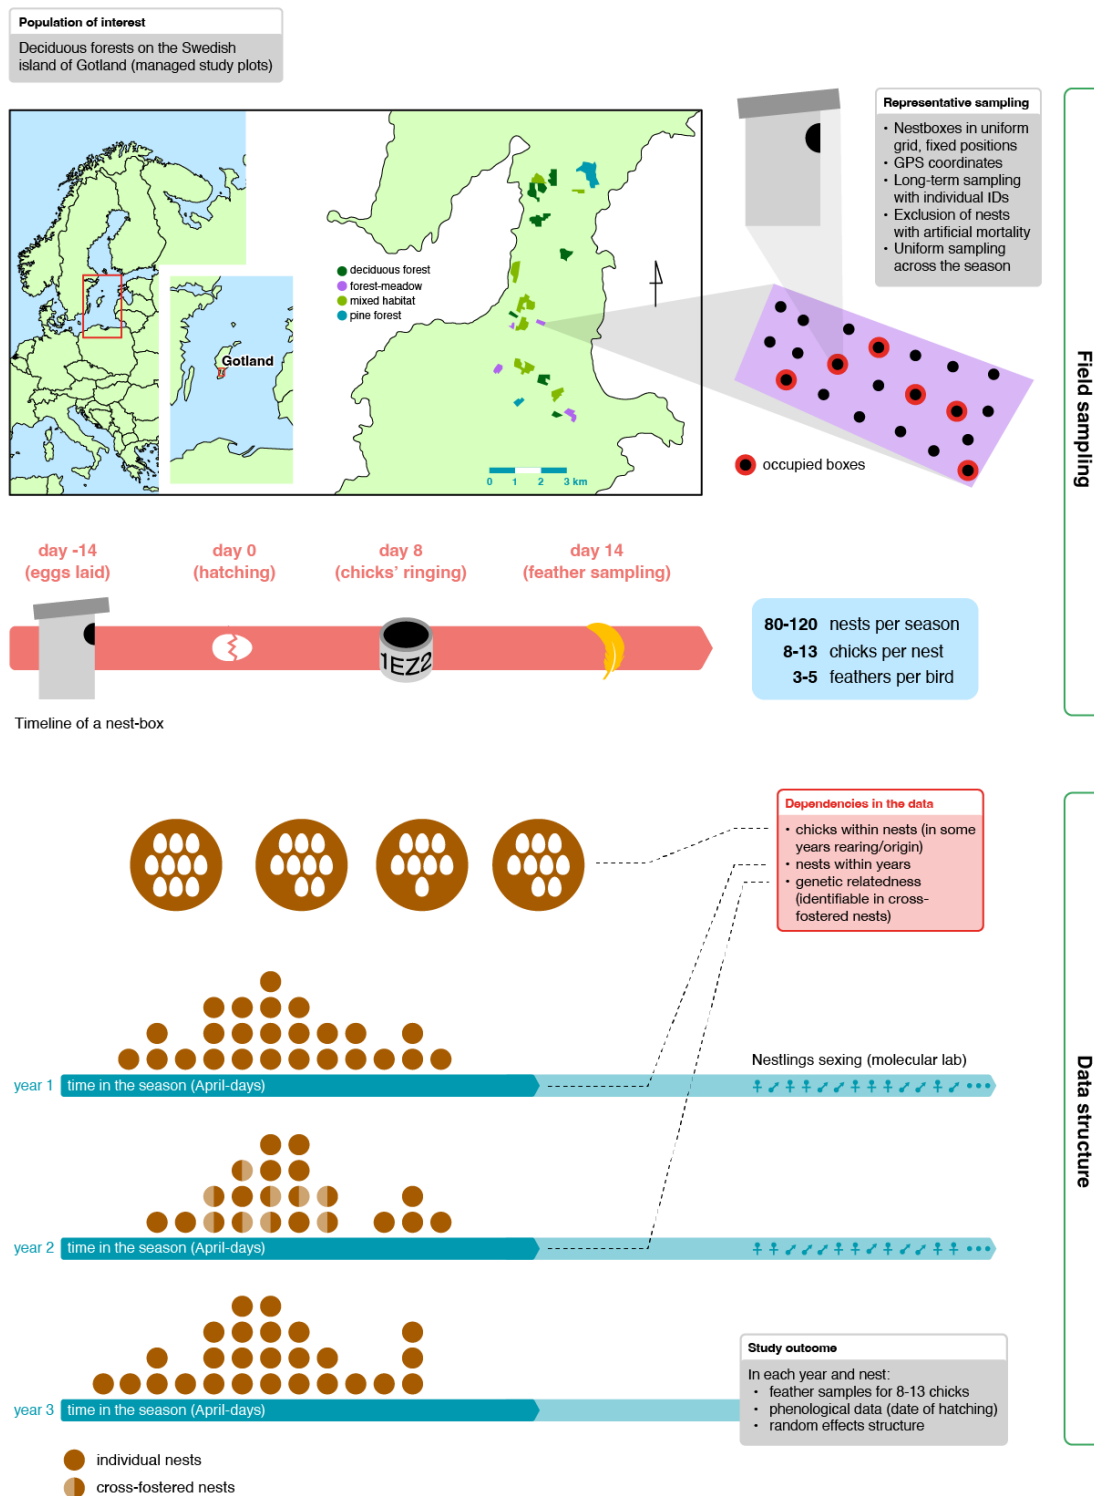 Population of interest
Deciduous forests on the Swedish
island of Gotland (managed study plots)
Representative sampling
• Nestboxes in uniform
grid, fixed positions
• GPS coordinates
• Long-term sampling
with individual IDs
• Exclusion of nests
with artificial mortality
• Uniform sampling
across the season
Gotland
deciduous forest
forest-meadow
mixed habitat
pine forest
0 1 2 3 km
occupied boxes
Field sampling
day -14
(eggs laid)
day 0
(hatching)
day 8
(chicks' ringing)
day 14
(feather sampling)
1EZ2
80-120 nests per season
8-13 chicks per nest
3-5 feathers per bird
Timeline of a nest-box
Dependencies in the data
• chicks within nests (in some
years rearing/origin)
• nests within years
• genetic relatedness
(identifiable in cross-
fostered nests)
Nestlings sexing (molecular lab)
year 1 time in the season (April-days)
Data structure
year 2 time in the season (April-days)
Study outcome
In each year and nest:
• feather samples for 8-13 chicks
• phenological data (date of hatching)
• random effects structure
year 3 time in the season (April-days)
individual nests
cross-fostered nests